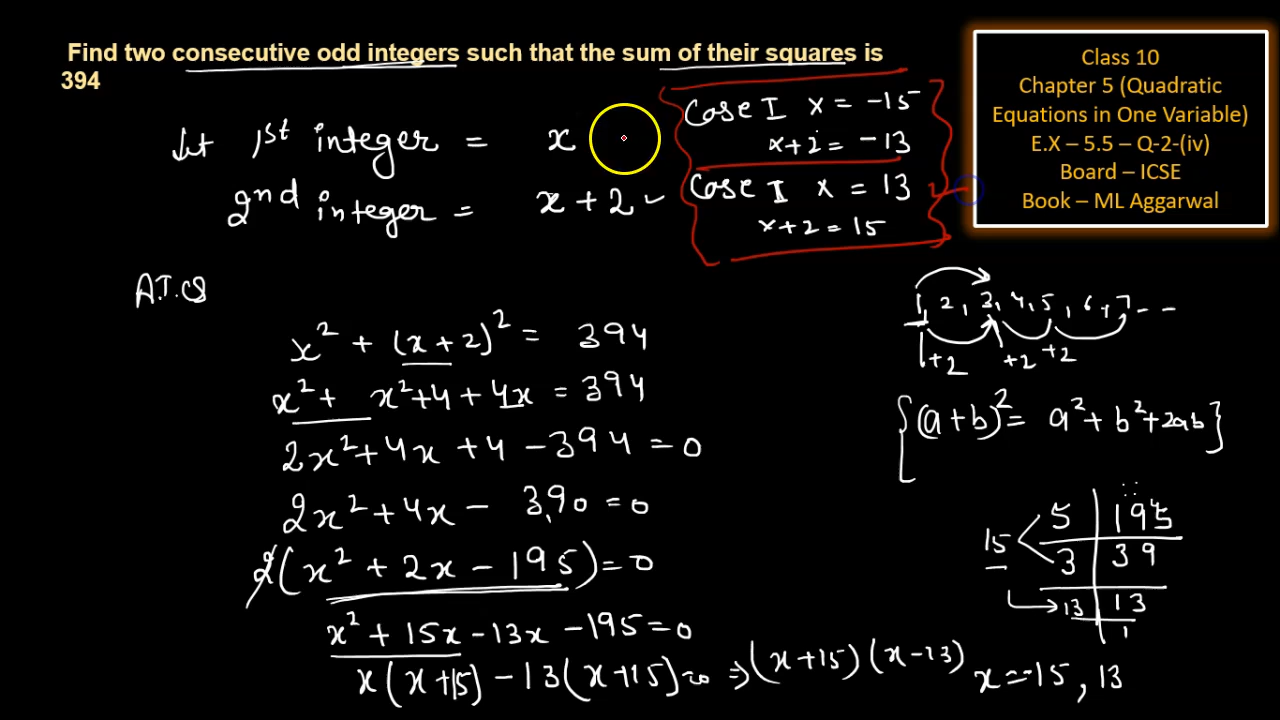 Find two consecutive odd integers such that the sum of their squares is
394
Let 1st integer = x
2nd integer = x + 2
Case I x = -15
x+2 = -13
Case I x = 13
x+2 = 15
Class 10
Chapter 5 (Quadratic
Equations in One Variable)
E.X – 5.5 – Q-2-(iv)
Board – ICSE
Book – ML Aggarwal
A.T.Q
x² + (x+2)² = 394
x² + x²+4+4x = 394
2x²+4x+4-394=0
2x²+4x-390=0
2(x²+2x-195)=0
x²+15x-13x-195=0
x(x+15)-13(x+15)=0 ⇒ (x+15)(x-13)
x=-15, 13
1, 2, 3, 4, 5, 6, 7--
+2 +2 +2
{(a+b)²= a²+b²+2ab}
5 195
15 3 39
13 13
1